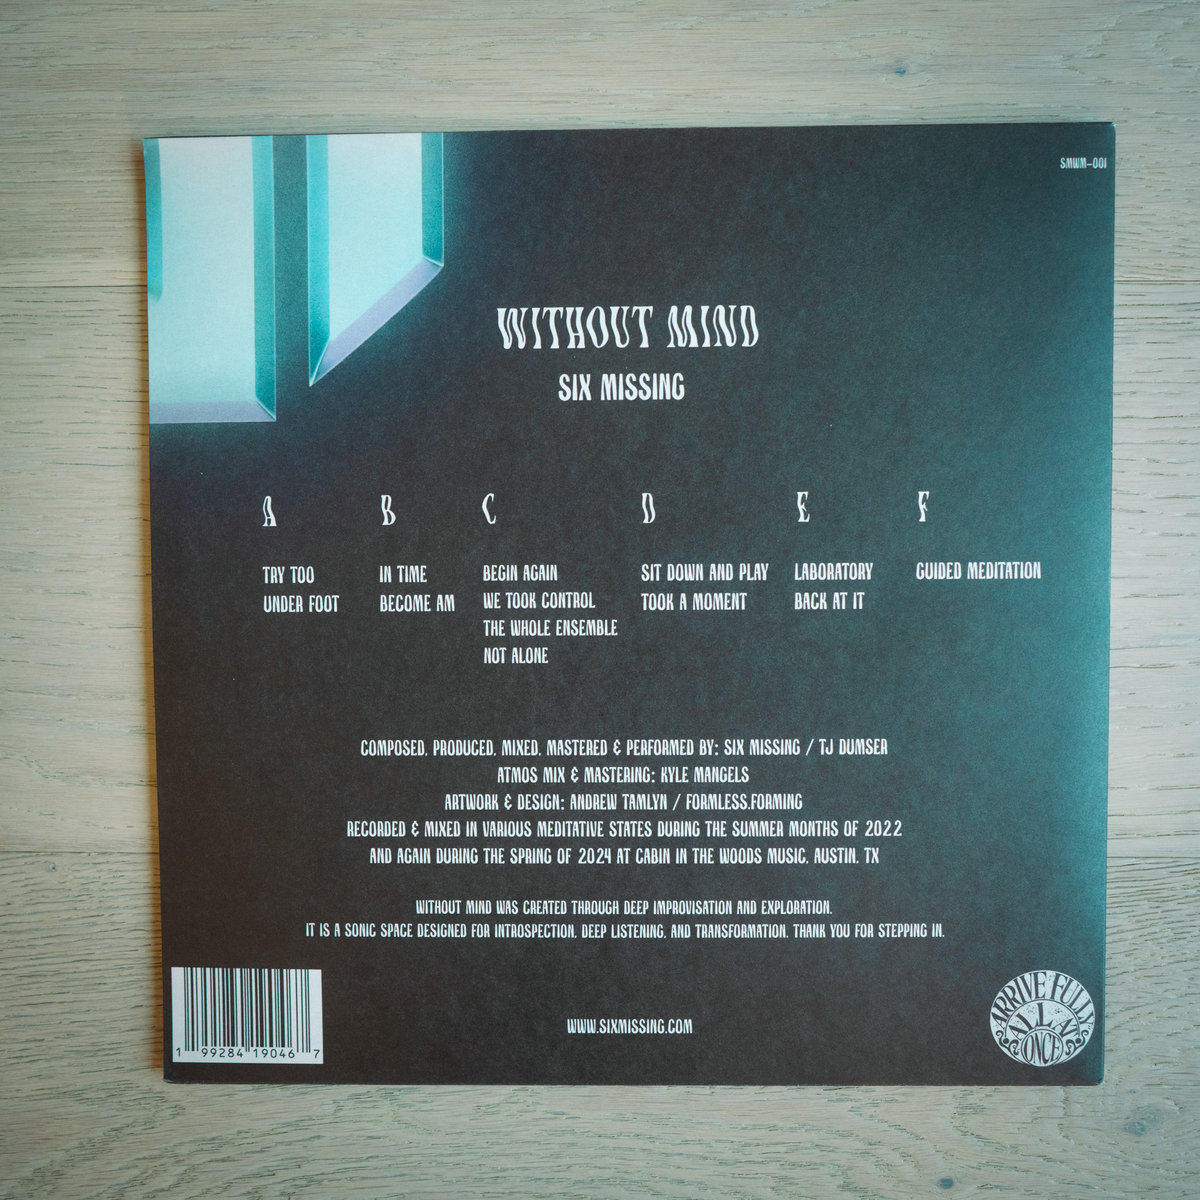 SMWM-001
WITHOUT MIND
SIX MISSING
A
TRY TOO
UNDER FOOT
B
IN TIME
BECOME AM
C
BEGIN AGAIN
WE TOOK CONTROL
THE WHOLE ENSEMBLE
NOT ALONE
D
SIT DOWN AND PLAY
TOOK A MOMENT
E
LABORATORY
BACK AT IT
F
GUIDED MEDITATION
COMPOSED, PRODUCED, MIXED, MASTERED & PERFORMED BY: SIX MISSING / TJ DUMSER
ATMOS MIX & MASTERING: KYLE MANGELS
ARTWORK & DESIGN: ANDREW TAMLYN / FORMLESS.FORMING
RECORDED & MIXED IN VARIOUS MEDITATIVE STATES DURING THE SUMMER MONTHS OF 2022
AND AGAIN DURING THE SPRING OF 2024 AT CABIN IN THE WOODS MUSIC, AUSTIN, TX
WITHOUT MIND WAS CREATED THROUGH DEEP IMPROVISATION AND EXPLORATION.
IT IS A SONIC SPACE DESIGNED FOR INTROSPECTION, DEEP LISTENING, AND TRANSFORMATION. THANK YOU FOR STEPPING IN.
WWW.SIXMISSING.COM
1 99284 19046 7
ARRIVE FULLY
ALL AT
ONCE